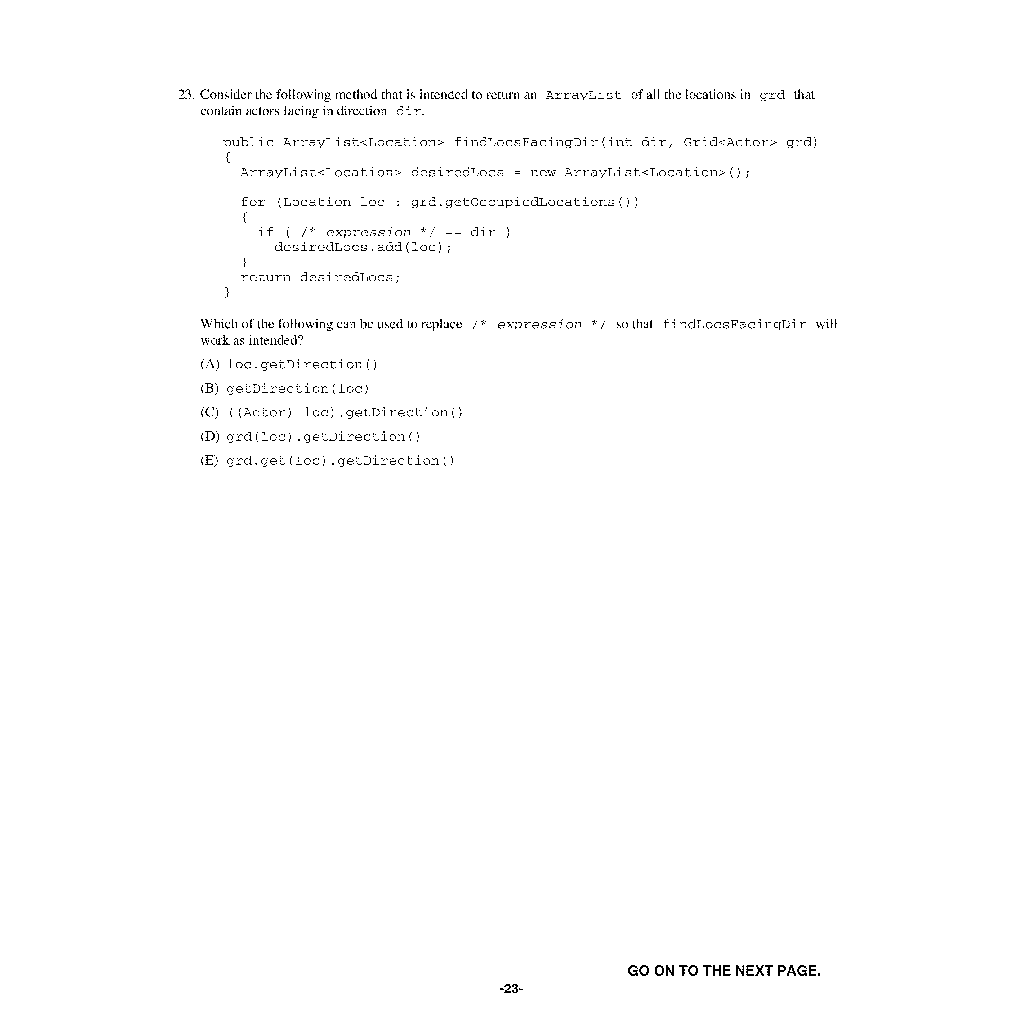 23. Consider the following method that is intended to return an ArrayList of all the locations in grd that
contain actors facing in direction dir.
public ArrayList<Location> findLocsFacingDir(int dir, Grid<Actor> grd)
{
ArrayList<Location> desiredLocs = new ArrayList<Location>();
for (Location loc : grd.getOccupiedLocations())
{
if ( /* expression */ == dir )
desiredLocs.add(loc);
}
return desiredLocs;
}
Which of the following can be used to replace /* expression */ so that findLocsFacingDir will
work as intended?
(A) loc.getDirection()
(B) getDirection(loc)
(C) ((Actor) loc).getDirection()
(D) grd(loc).getDirection()
(E) grd.get(loc).getDirection()
GO ON TO THE NEXT PAGE.
-23-